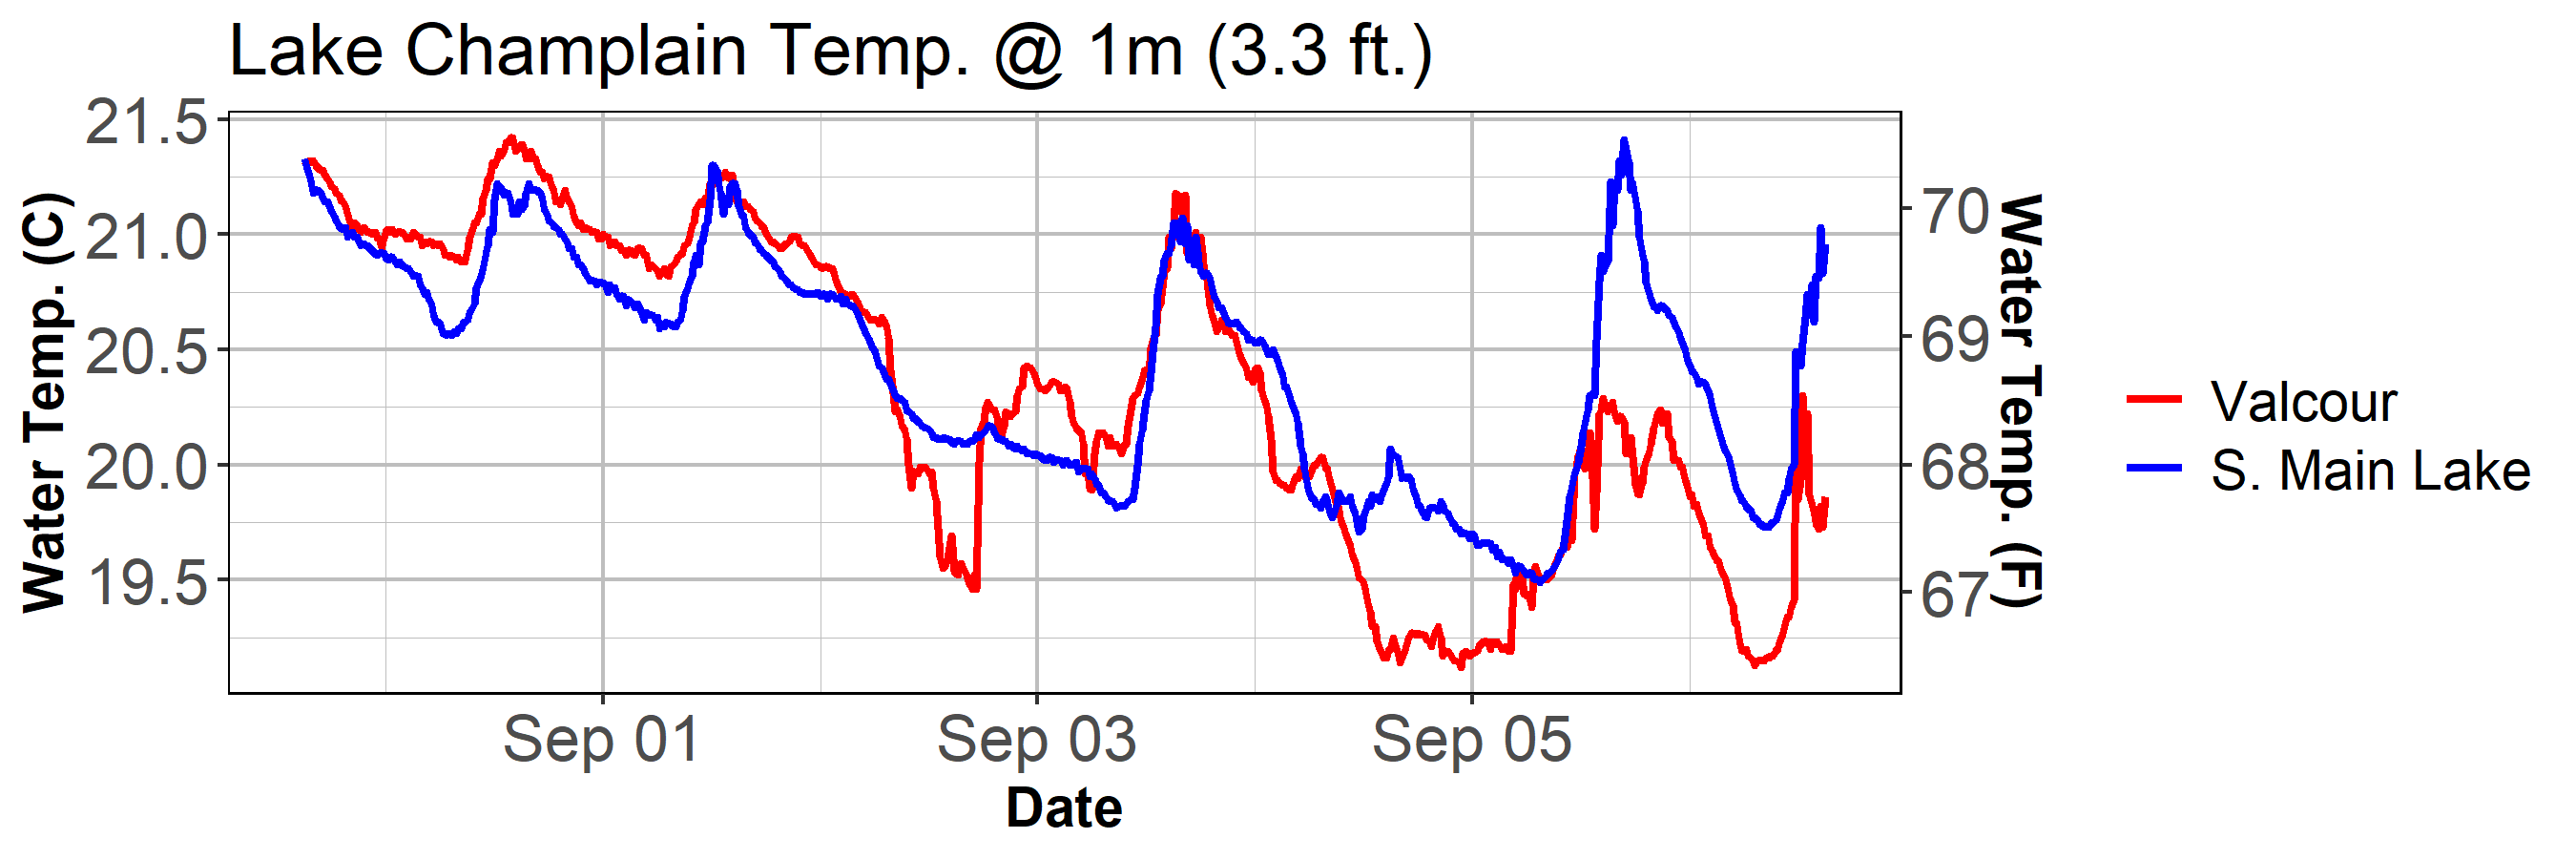 Lake Champlain Temp. @ 1m (3.3 ft.)
Water Temp. (C)
21.5
21.0
20.5
20.0
19.5
70
69
68
67
Water Temp. (F)
Sep 01
Sep 03
Sep 05
Date
Valcour
S. Main Lake